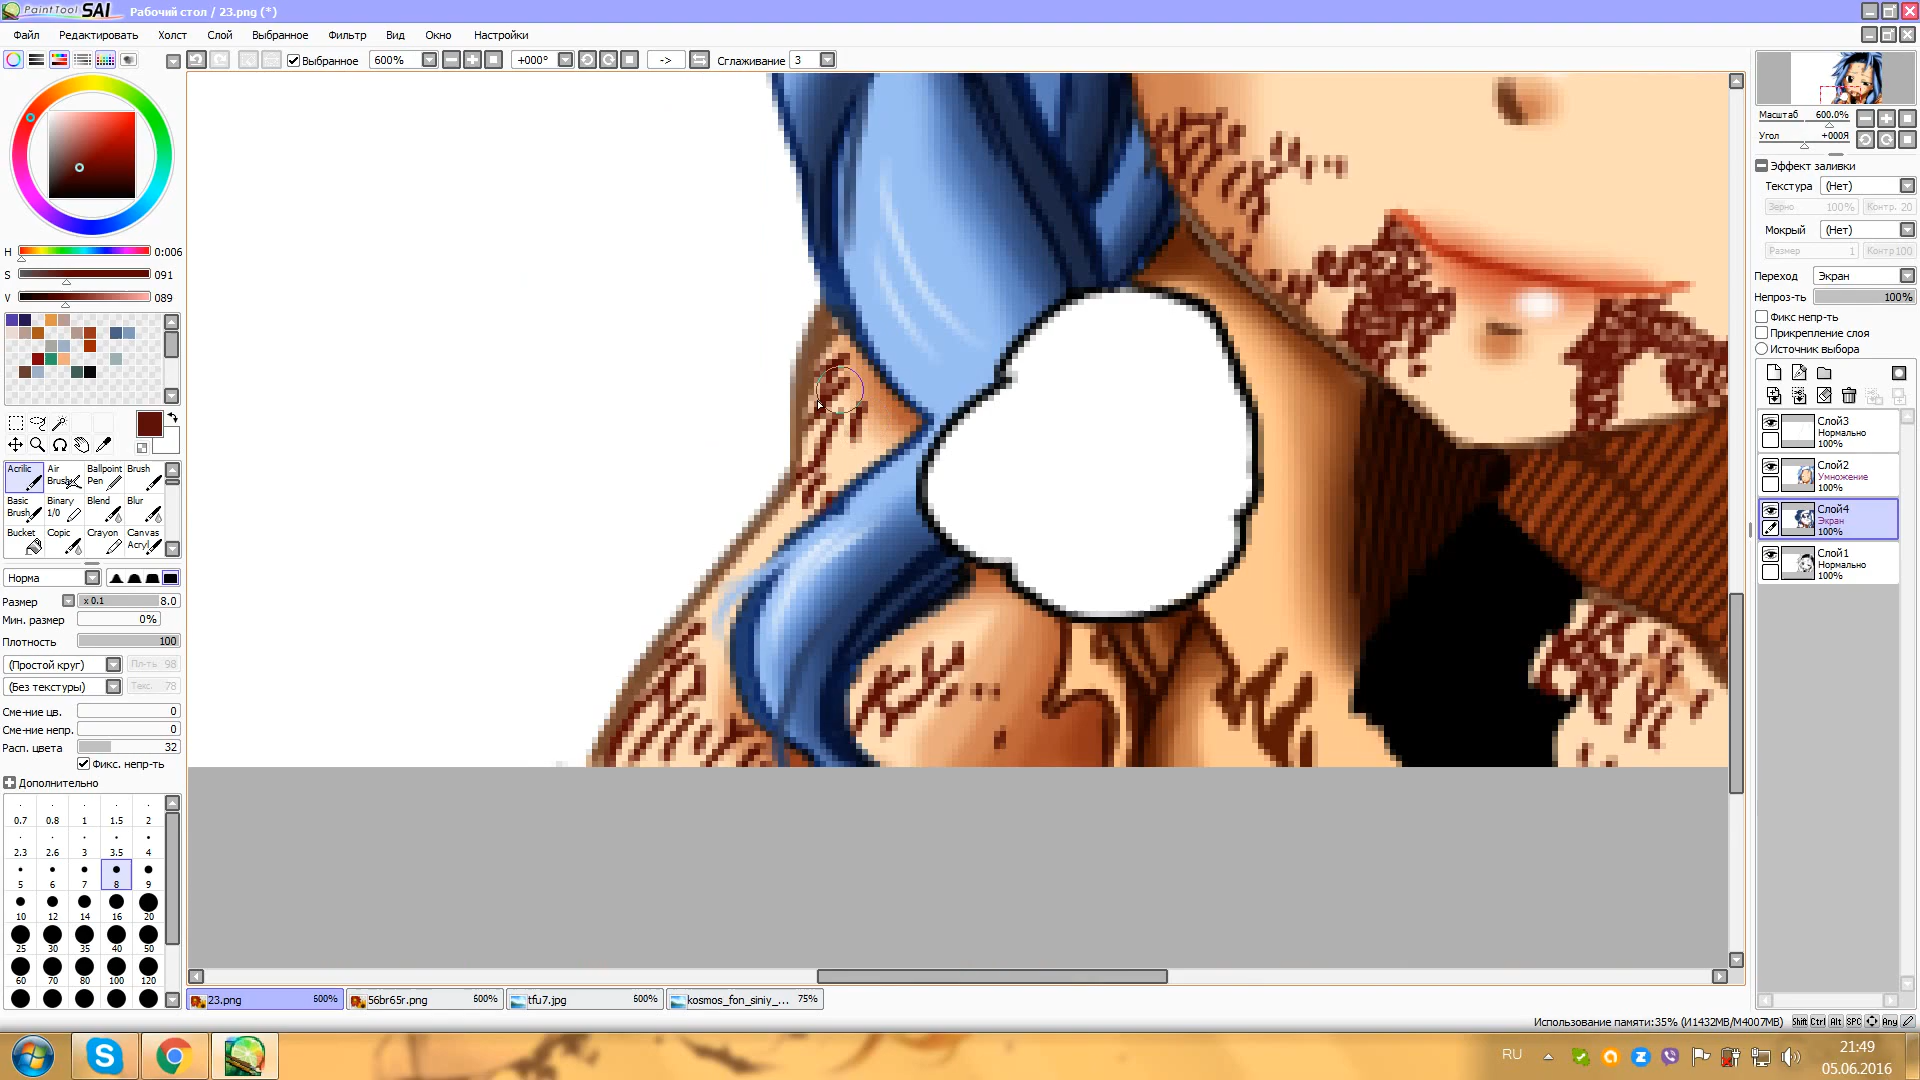 PaintTool SAI Рабочий стол / 23.png (*)
Файл Редактировать Холст Слой Выбранное Фильтр Вид Окно Настройки
Выбранное 600% +000° -> Сглаживание 3
Масштаб 600.0%
Угол +000Я
Эффект заливки
Текстура (Нет)
Зерно 100% Контр. 20
Мокрый (Нет)
Размер 1 Контр 100
Переход Экран
Непроз-ть 100%
Фикс непр-ть
Прикрепление слоя
Источник выбора
Слой3
Нормально
100%
Слой2
Умножение
100%
Слой4
Экран
100%
Слой1
Нормально
100%
H 0:006
S 091
V 089
Acrilic Air Brush Ballpoint Pen Brush
Basic Brush Binary 1/0 Blend Blur
Bucket Copic Crayon Canvas Acryl
Норма
Размер x 0.1 8.0
Мин. размер 0%
Плотность 100
(Простой круг) Пл-ть 98
(Без текстуры) Текс. 78
Сме-ние цв. 0
Сме-ние непр. 0
Расп. цвета 32
Фикс. непр-ть
Дополнительно
0.7 0.8 1 1.5 2
2.3 2.6 3 3.5 4
5 6 7 8 9
10 12 14 16 20
25 30 35 40 50
60 70 80 100 120
23.png 600% 56br65r.png 600% tfu7.jpg 600% kosmos_fon_siniy_... 75%
Использование памяти:35% (И1432MB/M4007MB) Shift Ctrl Alt SPC Any
RU
21:49
05.06.2016